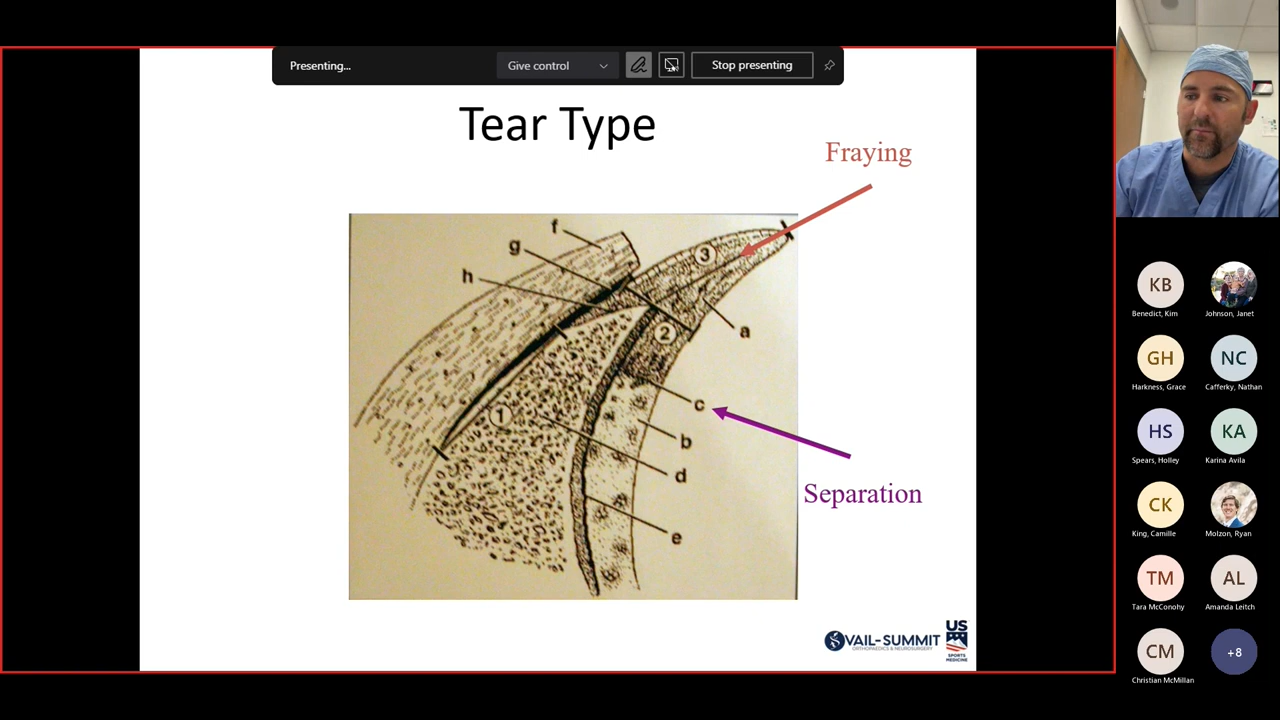 Presenting...
Give control
Stop presenting
Tear Type
Fraying
f
g
h
3
2
a
c
1
b
d
e
Separation
VAIL-SUMMIT
ORTHOPAEDICS & NEUROSURGERY
US
SPORTS
MEDICINE
KB
Benedict, Kim
Johnson, Janet
GH
Harkness, Grace
NC
Cafferky, Nathan
HS
Spears, Holley
KA
Karina Avila
CK
King, Camille
Molzon, Ryan
TM
Tara McConohy
AL
Amanda Leitch
CM
Christian McMillan
+8